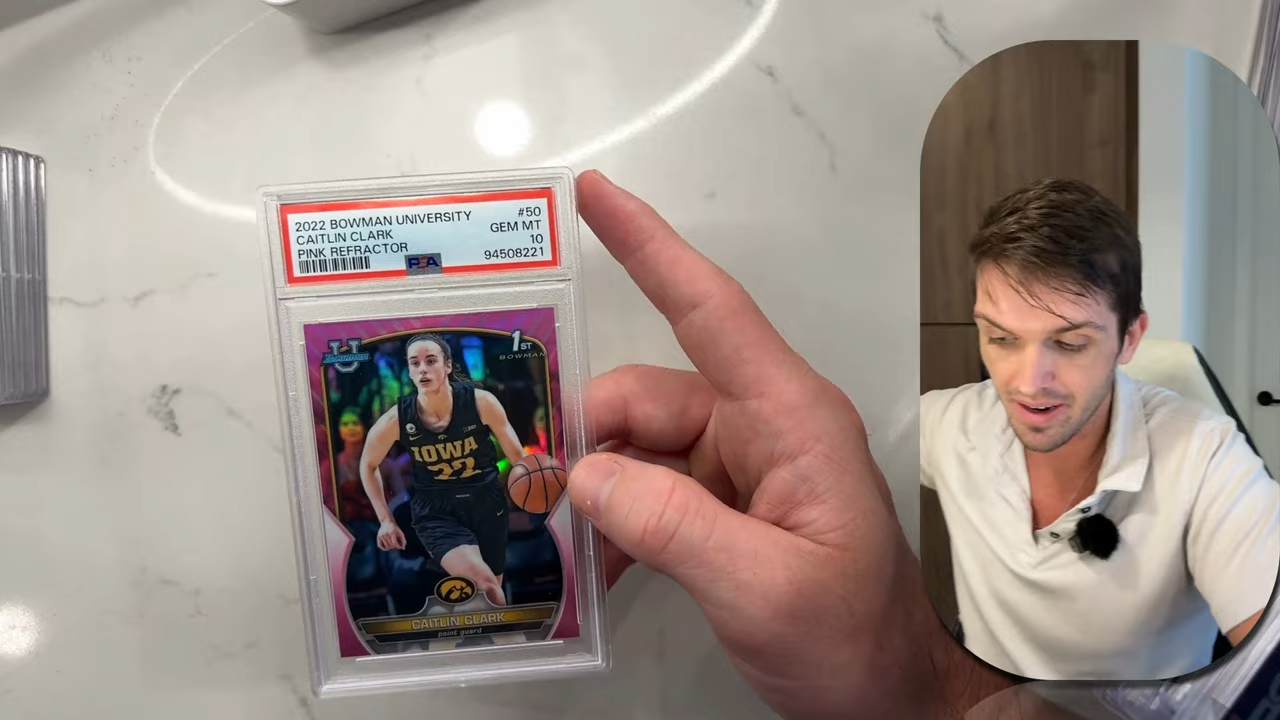 2022 BOWMAN UNIVERSITY #50
CAITLIN CLARK GEM MT
PINK REFRACTOR 10
94508221
PSA
U
Bowman
1ST
BOWMAN
IOWA
22
CAITLIN CLARK
point guard